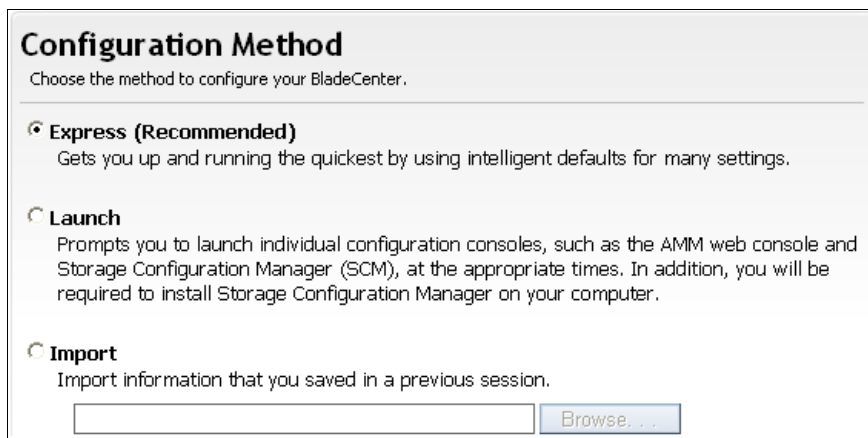 Configuration Method
Choose the method to configure your BladeCenter.
Express (Recommended)
Gets you up and running the quickest by using intelligent defaults for many settings.
Launch
Prompts you to launch individual configuration consoles, such as the AMM web console and
Storage Configuration Manager (SCM), at the appropriate times. In addition, you will be
required to install Storage Configuration Manager on your computer.
Import
Import information that you saved in a previous session.
Browse. . .